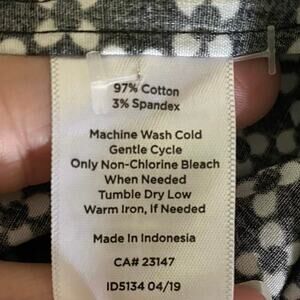 97% Cotton
3% Spandex
Machine Wash Cold
Gentle Cycle
Only Non-Chlorine Bleach
When Needed
Tumble Dry Low
Warm Iron, If Needed
Made In Indonesia
CA# 23147
ID5134 04/19